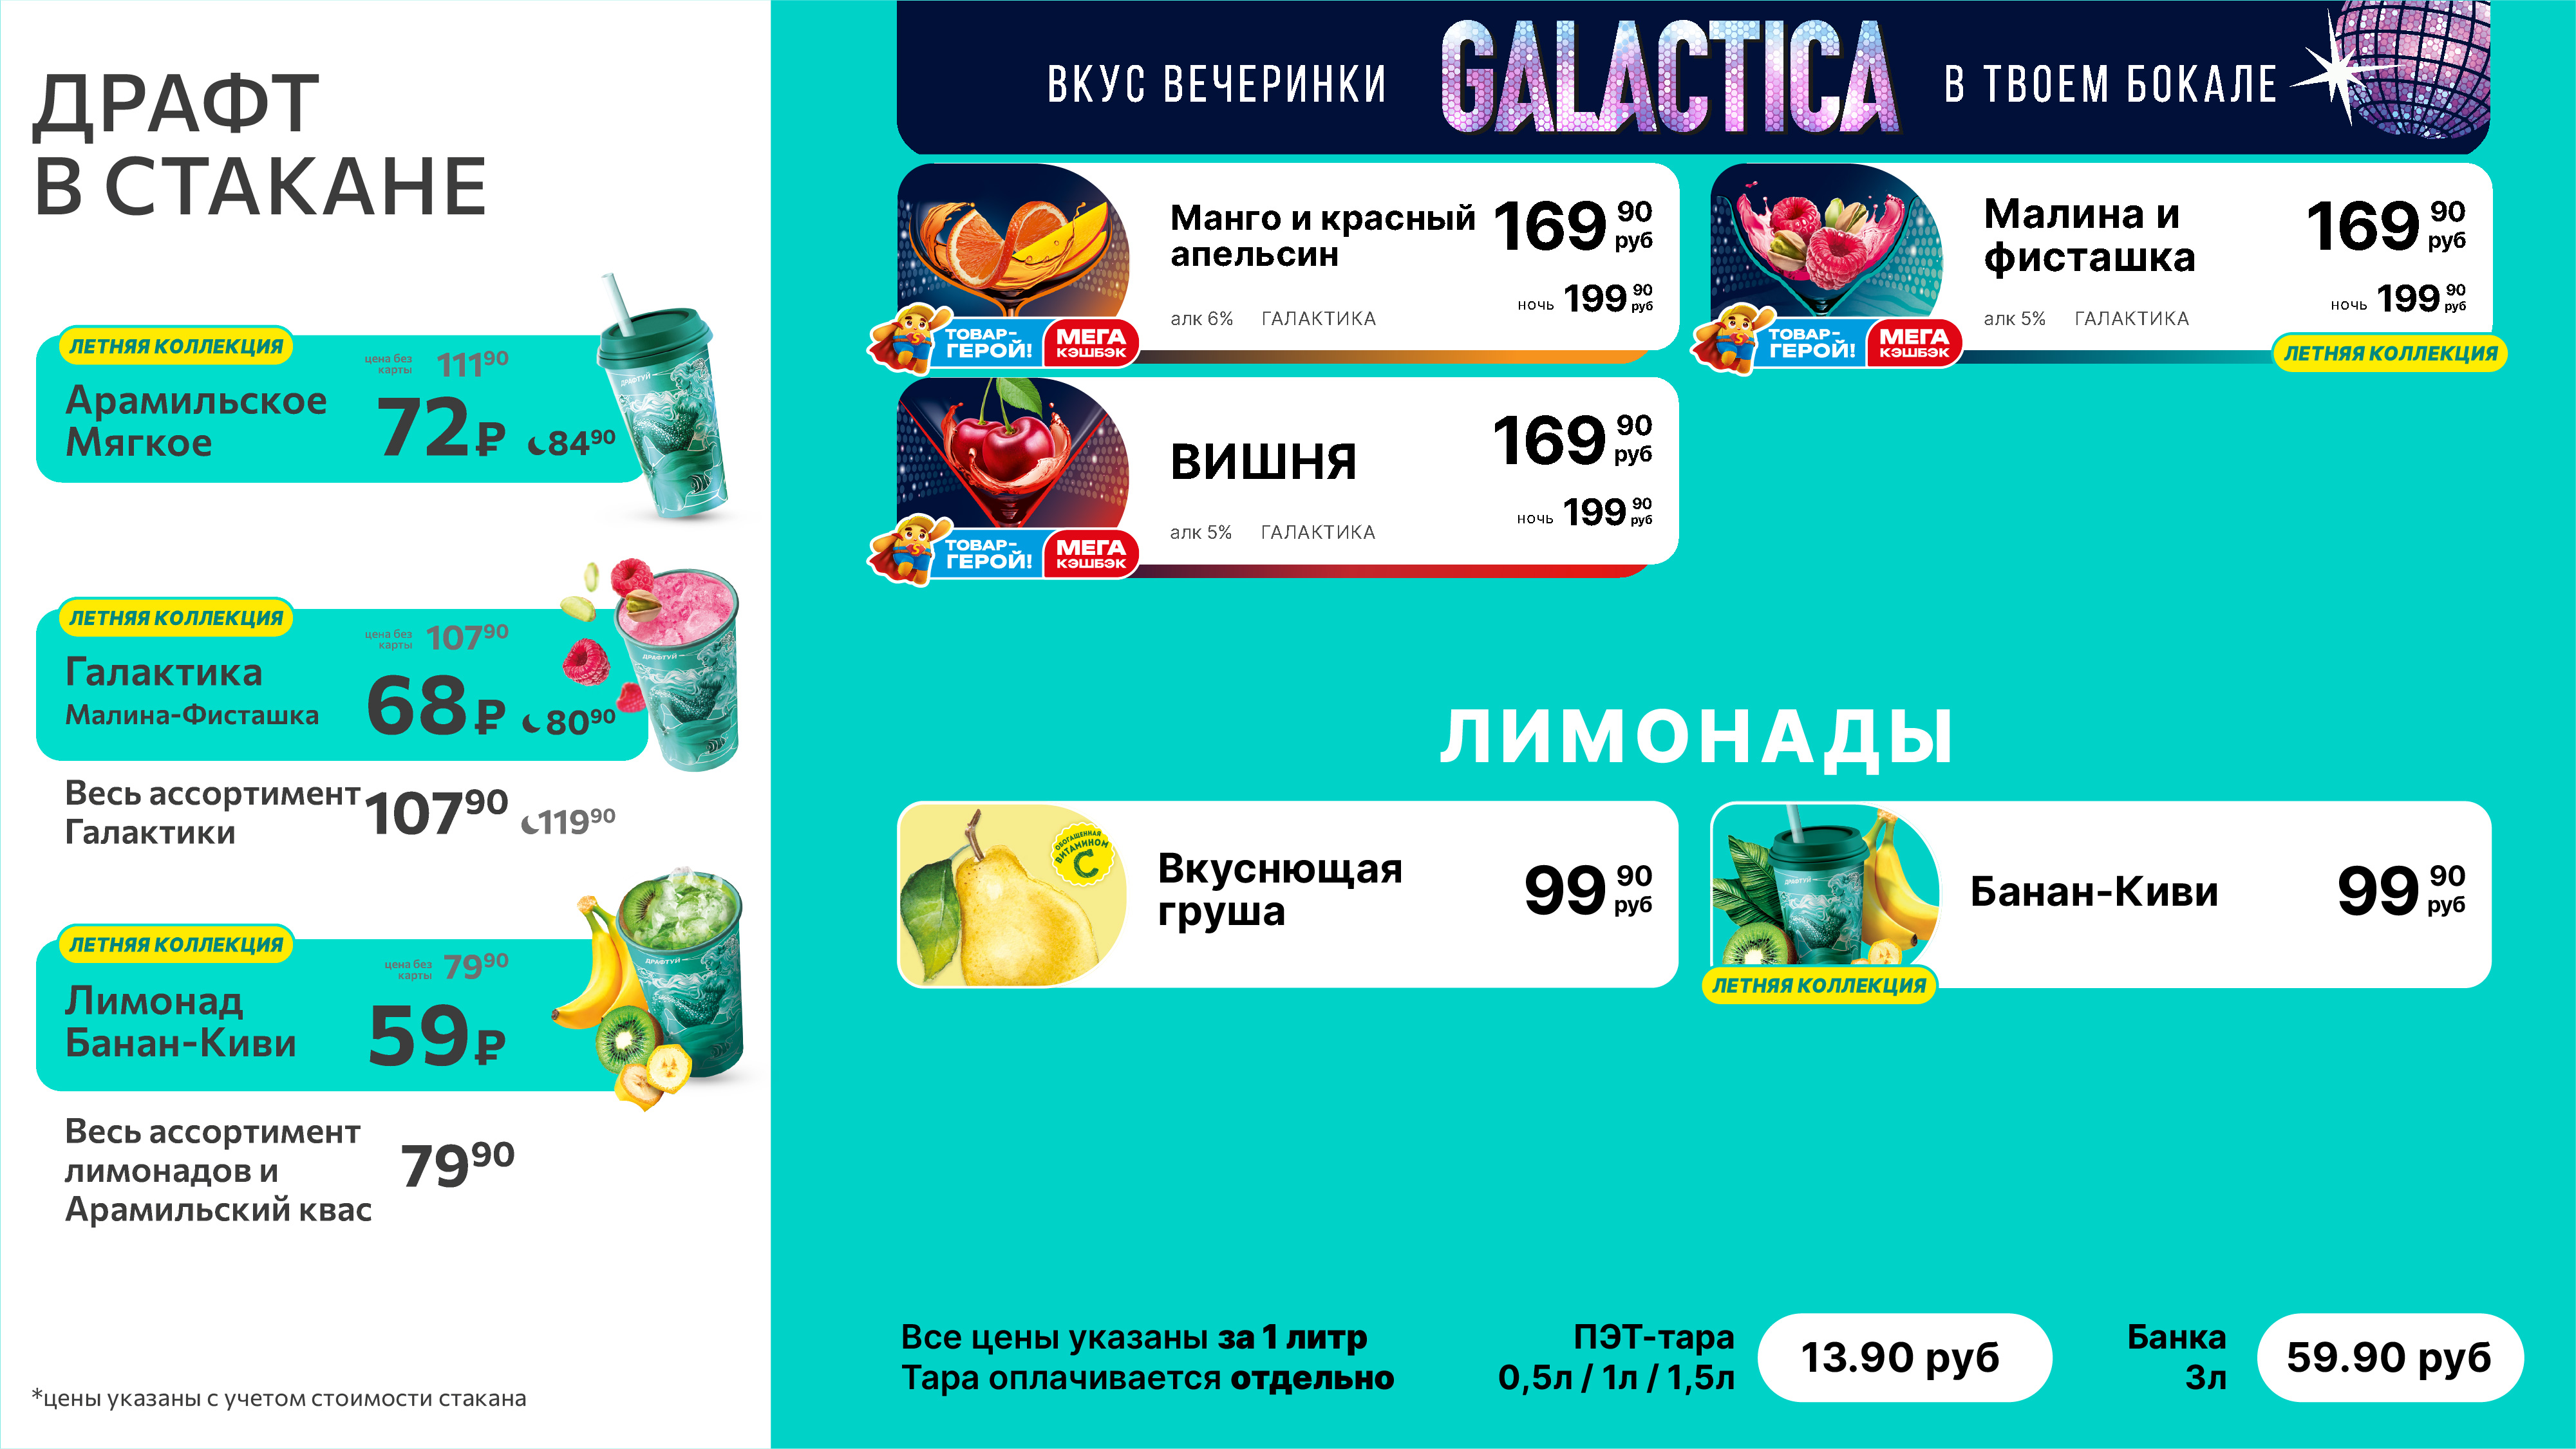 ДРАФТ
В СТАКАНЕ
ЛЕТНЯЯ КОЛЛЕКЦИЯ
цена без
карты
111 90
Арамильское
Мягкое
72 ₽
84 90
ДРАФТУЙ
ЛЕТНЯЯ КОЛЛЕКЦИЯ
цена без
карты
107 90
Галактика
Малина-Фисташка
68 ₽
80 90
ДРАФТУЙ
Весь ассортимент
Галактики
107 90
119 90
ЛЕТНЯЯ КОЛЛЕКЦИЯ
цена без
карты
79 90
Лимонад
Банан-Киви
59 ₽
ДРАФТУЙ
Весь ассортимент
лимонадов и
Арамильский квас
79 90
*цены указаны с учетом стоимости стакана
ВКУС ВЕЧЕРИНКИ GALACTICA В ТВОЕМ БОКАЛЕ
Манго и красный
апельсин
169 90 руб
ночь 199 90 руб
алк 6% ГАЛАКТИКА
S
ТОВАР-
ГЕРОЙ!
МЕГА
КЭШБЭК
Малина и
фисташка
169 90 руб
ночь 199 90 руб
алк 5% ГАЛАКТИКА
S
ТОВАР-
ГЕРОЙ!
МЕГА
КЭШБЭК
ЛЕТНЯЯ КОЛЛЕКЦИЯ
ВИШНЯ
169 90 руб
ночь 199 90 руб
алк 5% ГАЛАКТИКА
S
ТОВАР-
ГЕРОЙ!
МЕГА
КЭШБЭК
ЛИМОНАДЫ
ОБОГАЩЕННАЯ
ВИТАМИНОМ
C
Вкуснющая
груша
99 90 руб
ДРАФТУЙ
Банан-Киви
99 90 руб
ЛЕТНЯЯ КОЛЛЕКЦИЯ
Все цены указаны за 1 литр
Тара оплачивается отдельно
ПЭТ-тара
0,5л / 1л / 1,5л
13.90 руб
Банка
3л
59.90 руб